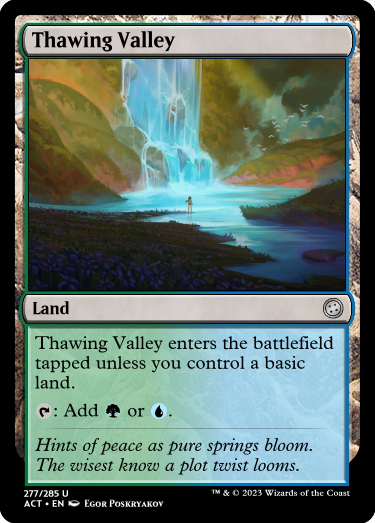 Thawing Valley
Land
Thawing Valley enters the battlefield
tapped unless you control a basic
land.
: Add or .
Hints of peace as pure springs bloom.
The wisest know a plot twist looms.
277/285 U
ACT • EN Egor Poskryakov
™ & © 2023 Wizards of the Coast